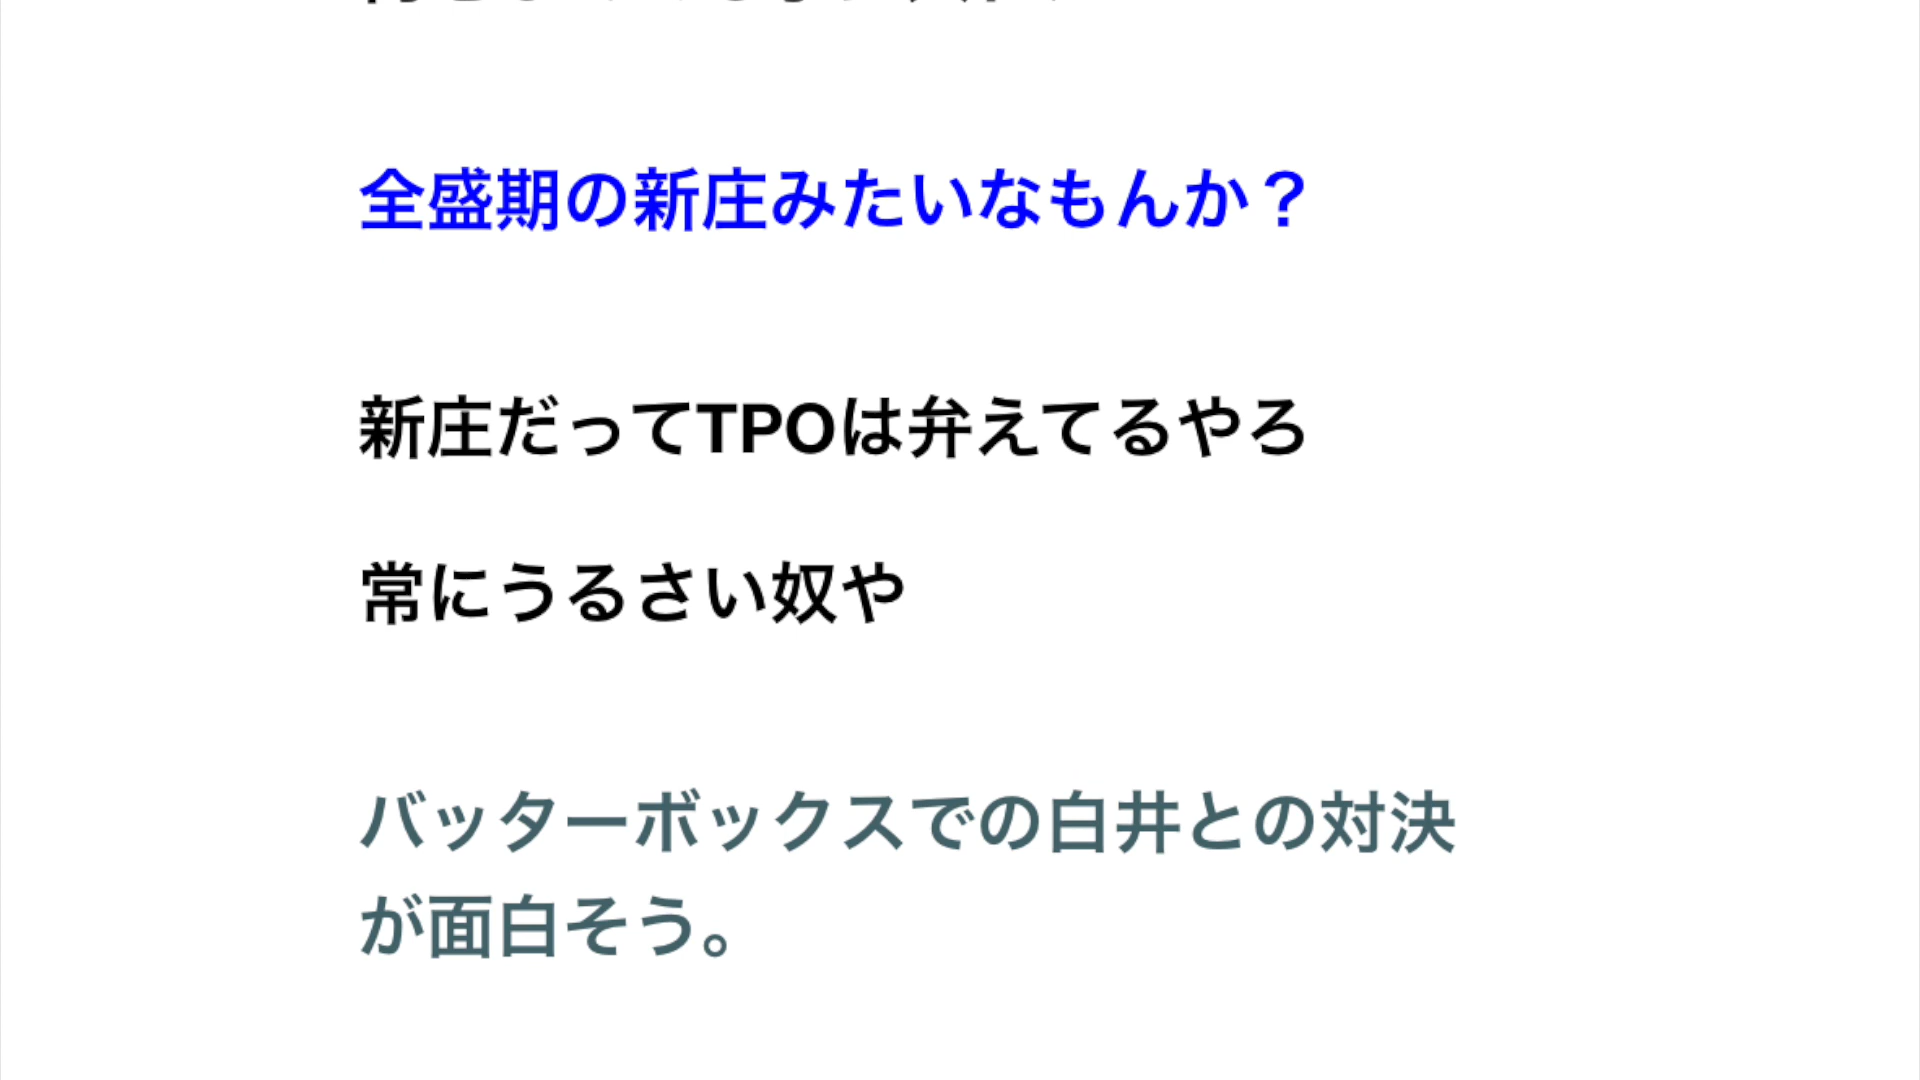 全盛期の新庄みたいなもんか？
新庄だってTPOは弁えてるやろ
常にうるさい奴や
バッターボックスでの白井との対決
が面白そう。